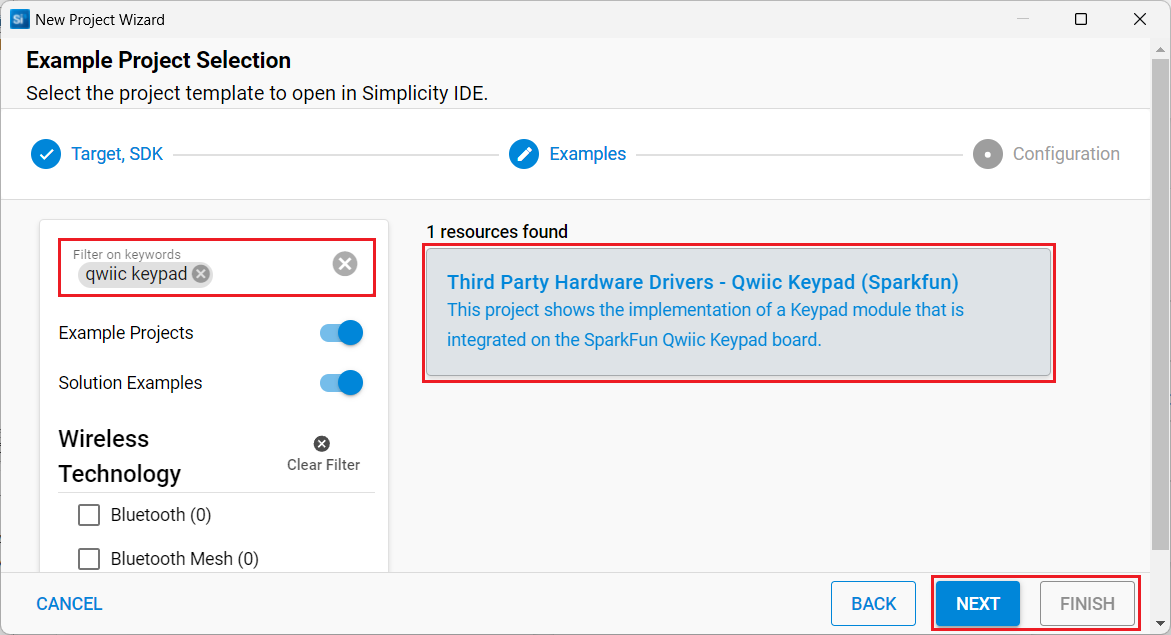 Si New Project Wizard
Example Project Selection
Select the project template to open in Simplicity IDE.
Target, SDK
Examples
Configuration
Filter on keywords
qwiic keypad
Example Projects
Solution Examples
Wireless
Technology
Clear Filter
Bluetooth (0)
Bluetooth Mesh (0)
1 resources found
Third Party Hardware Drivers - Qwiic Keypad (Sparkfun)
This project shows the implementation of a Keypad module that is
integrated on the SparkFun Qwiic Keypad board.
CANCEL
BACK
NEXT
FINISH